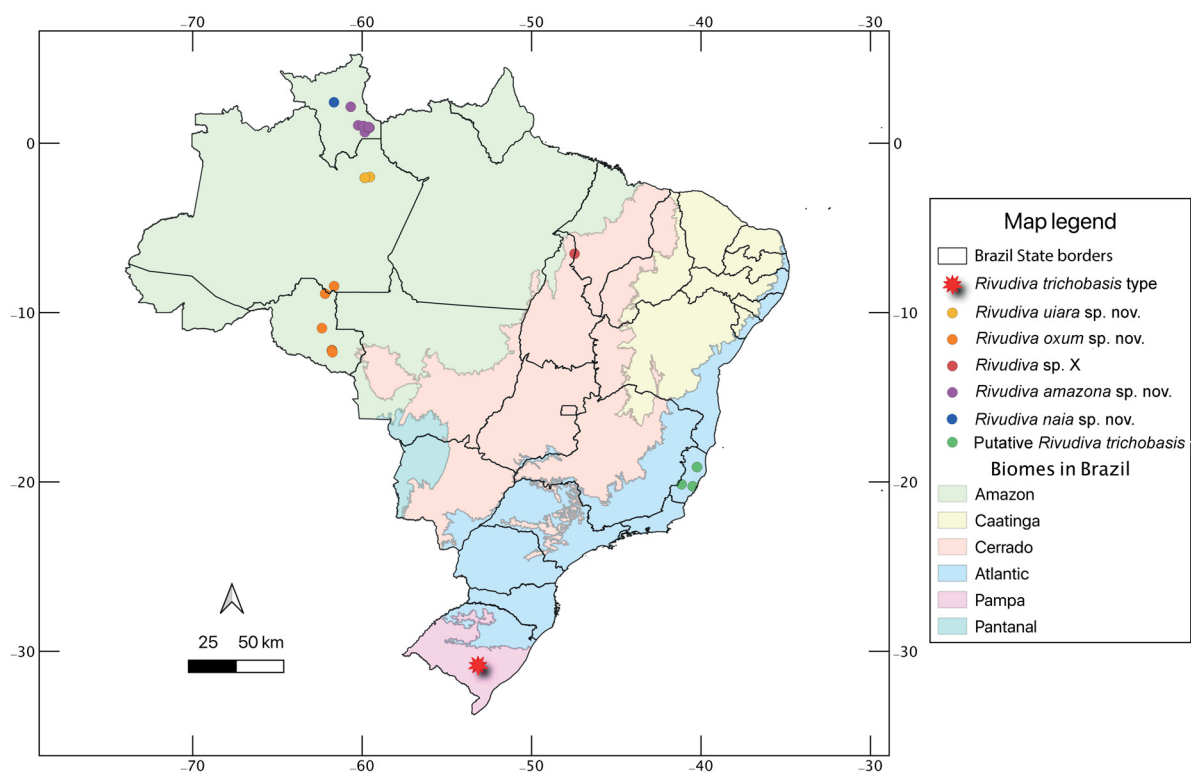 −70 −60 −50 −40 −30
0 0
−10 −10
−20 −20
−30 −30
−70 −60 −50 −40 −30
25 50 km
Map legend
Brazil State borders
Rivudiva trichobasis type
Rivudiva uiara sp. nov.
Rivudiva oxum sp. nov.
Rivudiva sp. X
Rivudiva amazona sp. nov.
Rivudiva naia sp. nov.
Putative Rivudiva trichobasis
Biomes in Brazil
Amazon
Caatinga
Cerrado
Atlantic
Pampa
Pantanal